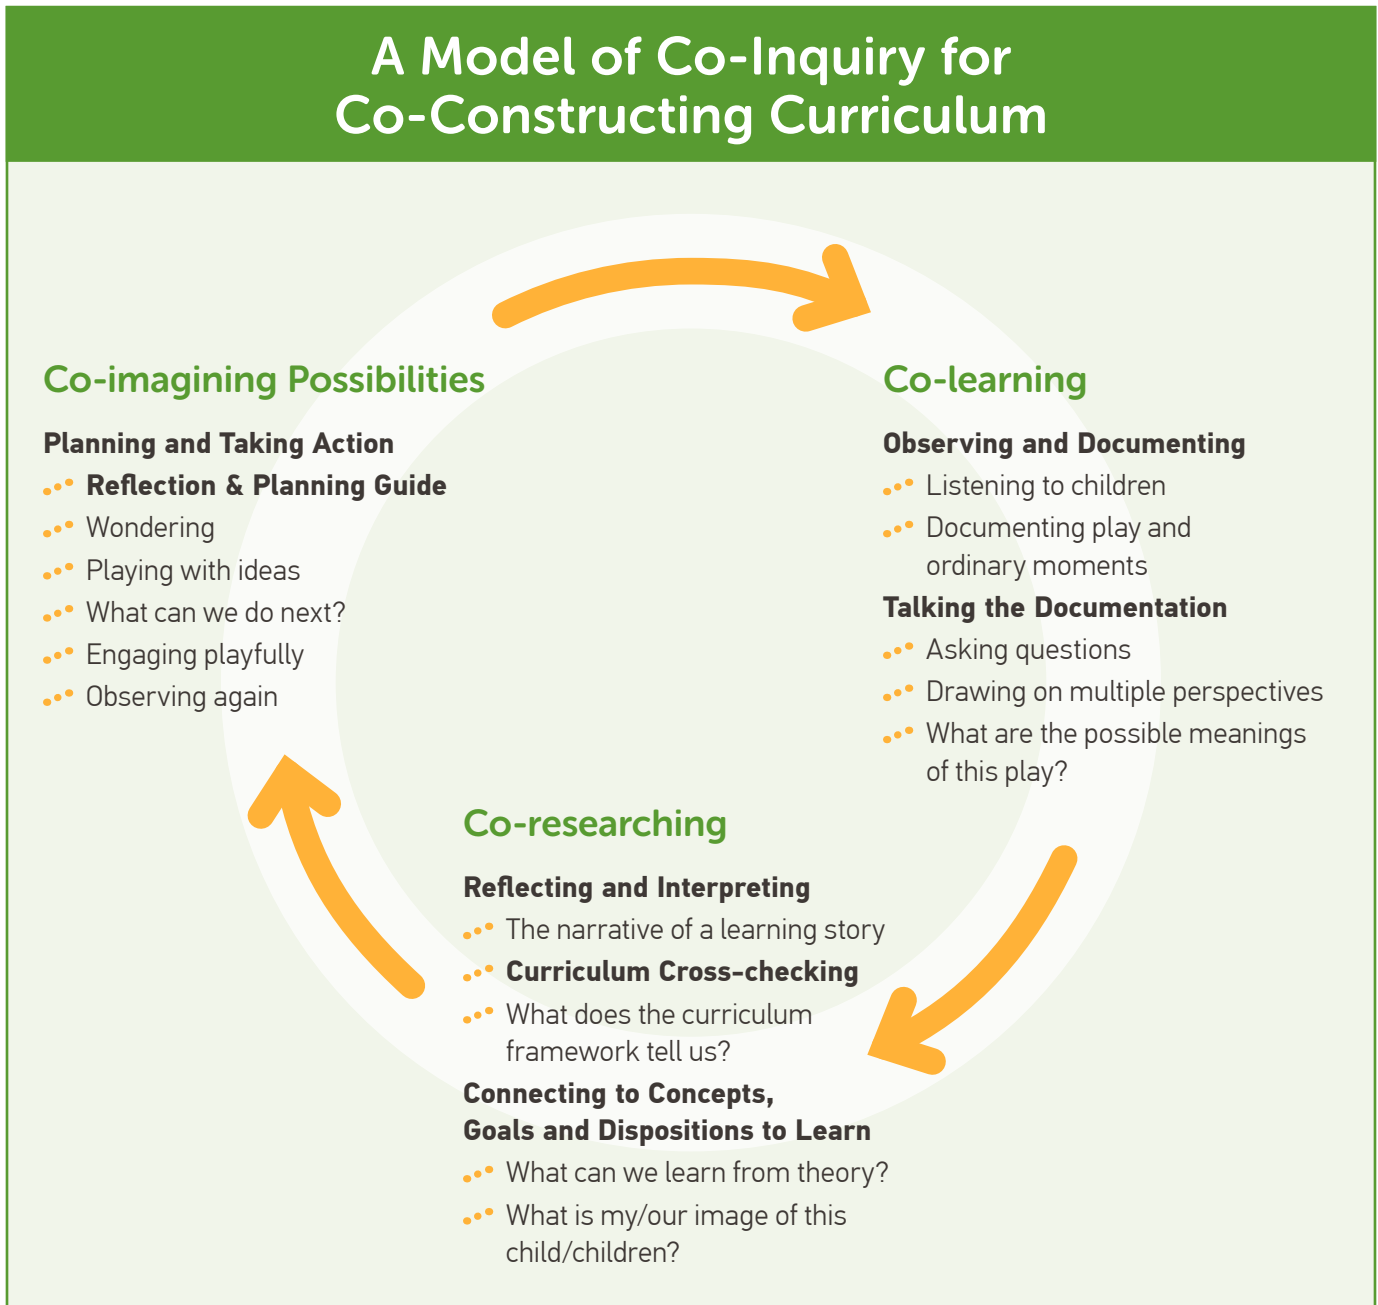 A Model of Co-Inquiry for
Co-Constructing Curriculum
Co-imagining Possibilities
Planning and Taking Action
Reflection & Planning Guide
Wondering
Playing with ideas
What can we do next?
Engaging playfully
Observing again
Co-learning
Observing and Documenting
Listening to children
Documenting play and
ordinary moments
Talking the Documentation
Asking questions
Drawing on multiple perspectives
What are the possible meanings
of this play?
Co-researching
Reflecting and Interpreting
The narrative of a learning story
Curriculum Cross-checking
What does the curriculum
framework tell us?
Connecting to Concepts,
Goals and Dispositions to Learn
What can we learn from theory?
What is my/our image of this
child/children?